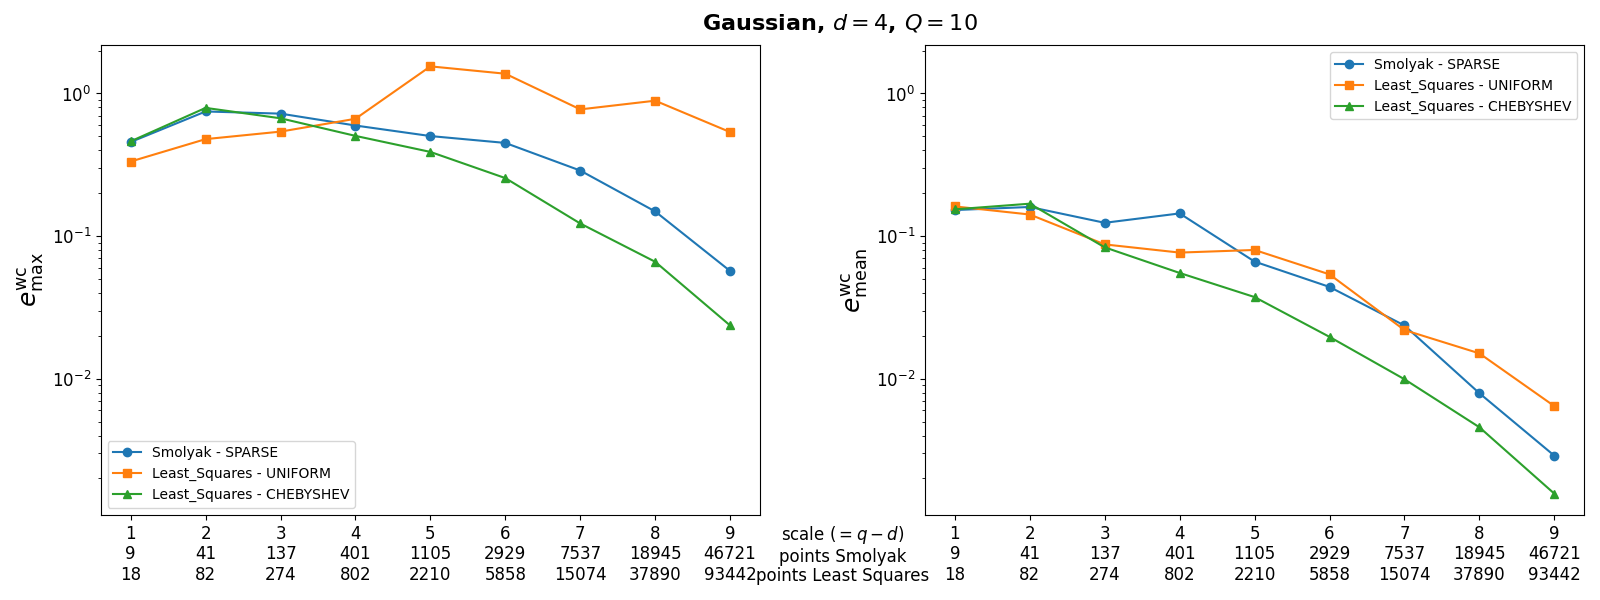 Gaussian, d = 4, Q = 10
e^wc_max
10^0
10^−1
10^−2
Smolyak - SPARSE
Least_Squares - UNIFORM
Least_Squares - CHEBYSHEV
e^wc_mean
10^0
10^−1
10^−2
Smolyak - SPARSE
Least_Squares - UNIFORM
Least_Squares - CHEBYSHEV
1 2 3 4 5 6 7 8 9 scale (= q − d) 1 2 3 4 5 6 7 8 9
9 41 137 401 1105 2929 7537 18945 46721 points Smolyak 9 41 137 401 1105 2929 7537 18945 46721
18 82 274 802 2210 5858 15074 37890 93442 points Least Squares 18 82 274 802 2210 5858 15074 37890 93442